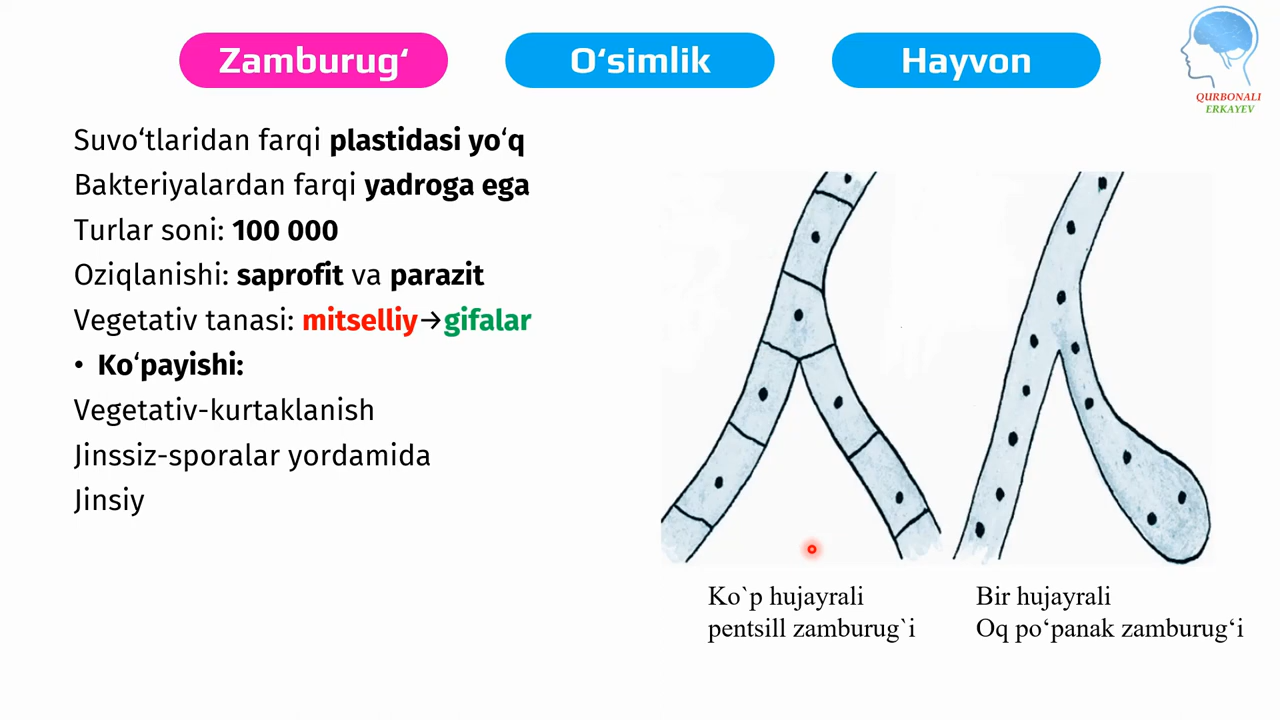 Zamburug‘
O‘simlik
Hayvon
QURBONALI
ERKAYEV
Suvo‘tlaridan farqi plastidasi yo‘q
Bakteriyalardan farqi yadroga ega
Turlar soni: 100 000
Oziqlanishi: saprofit va parazit
Vegetativ tanasi: mitselliy→gifalar
• Ko‘payishi:
Vegetativ-kurtaklanish
Jinssiz-sporalar yordamida
Jinsiy
Ko`p hujayrali
pentsill zamburug`i
Bir hujayrali
Oq po‘panak zamburug‘i